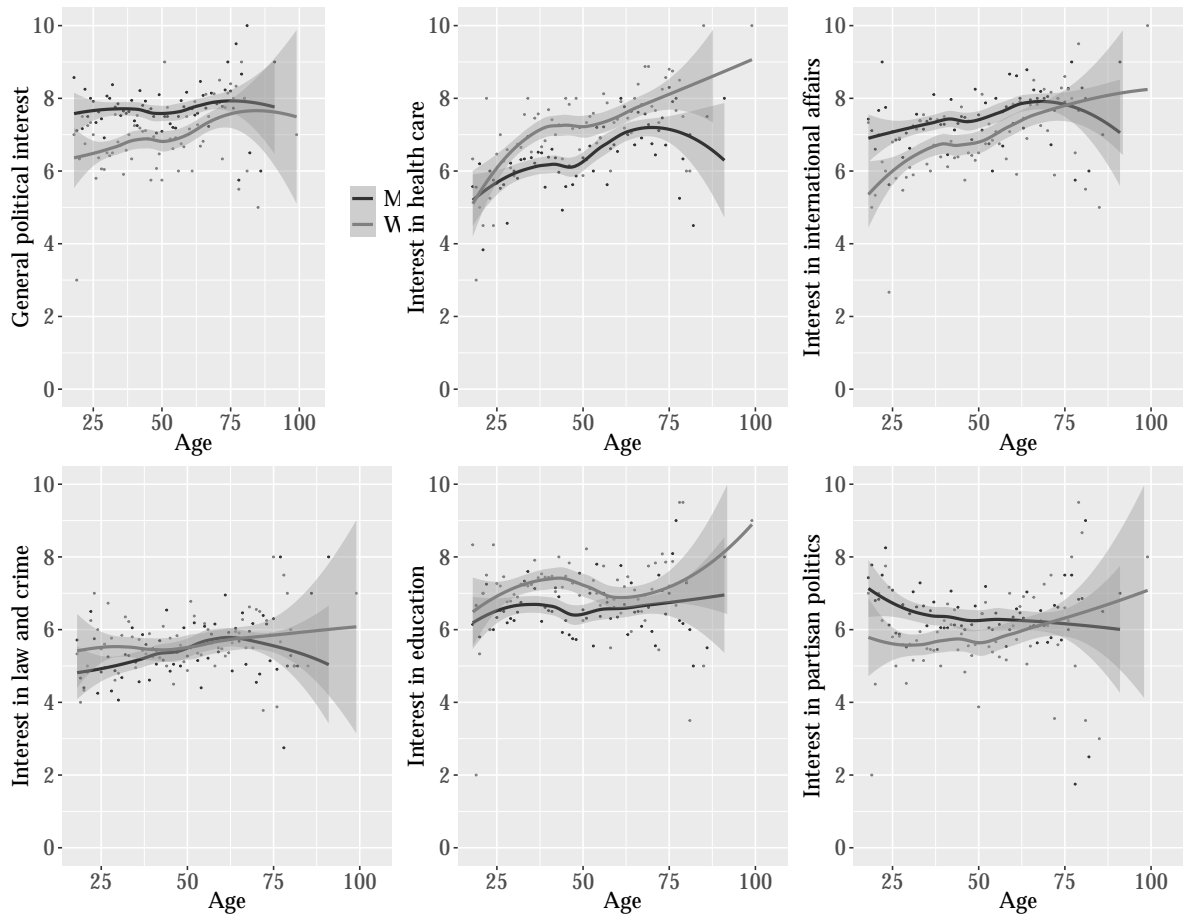 General political interest
10
8
6
4
2
0
25 50 75 100
Age
M
W
Interest in health care
10
8
6
4
2
0
25 50 75 100
Age
Interest in international affairs
10
8
6
4
2
0
25 50 75 100
Age
Interest in law and crime
10
8
6
4
2
0
25 50 75 100
Age
Interest in education
10
8
6
4
2
0
25 50 75 100
Age
Interest in partisan politics
10
8
6
4
2
0
25 50 75 100
Age